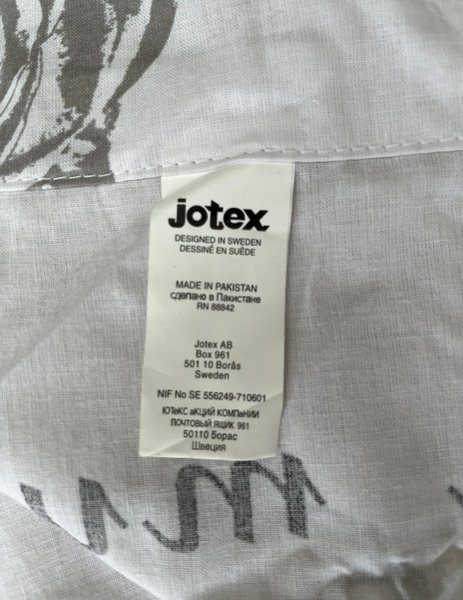 jotex
DESIGNED IN SWEDEN
DESSINÉ EN SUÈDE
MADE IN PAKISTAN
сделано в Пакистане
RN 88842
Jotex AB
Box 961
501 10 Borås
Sweden
NIF No SE 556249-710601
ЮТеКС аКЦИЙ КОМПаНИИ
ПОЧТОВЫЙ ЯЩИК 961
50110 Борас
Швеция